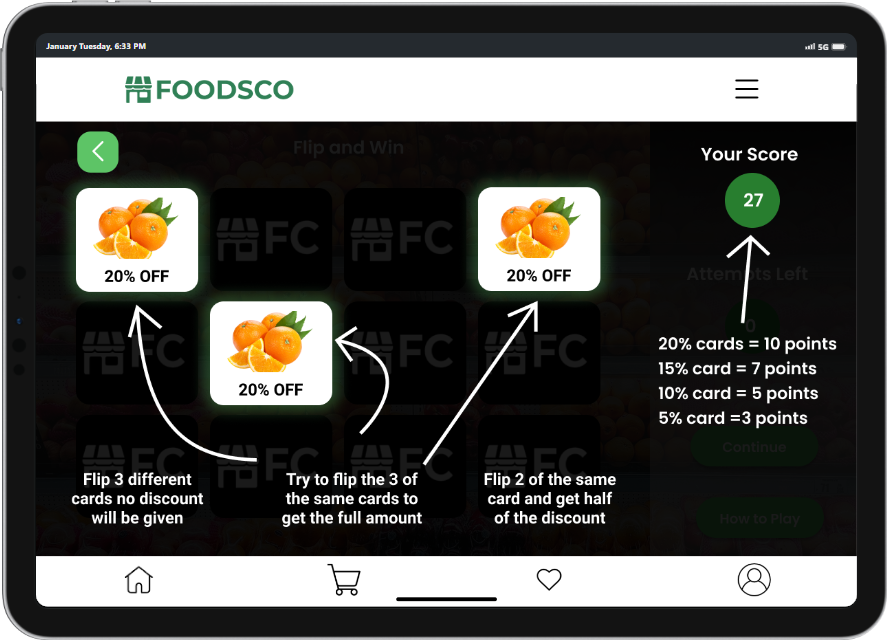 January Tuesday, 6:33 PM
5G
FOODSCO
Flip and Win
Your Score
27
20% OFF
FC
FC
20% OFF
Attempts Left
0
FC
20% OFF
FC
FC
20% cards = 10 points
15% card = 7 points
10% card = 5 points
5% card =3 points
Continue
FC
FC
FC
FC
Flip 3 different
cards no discount
will be given
Try to flip the 3 of
the same cards to
get the full amount
Flip 2 of the same
card and get half
of the discount
How to Play